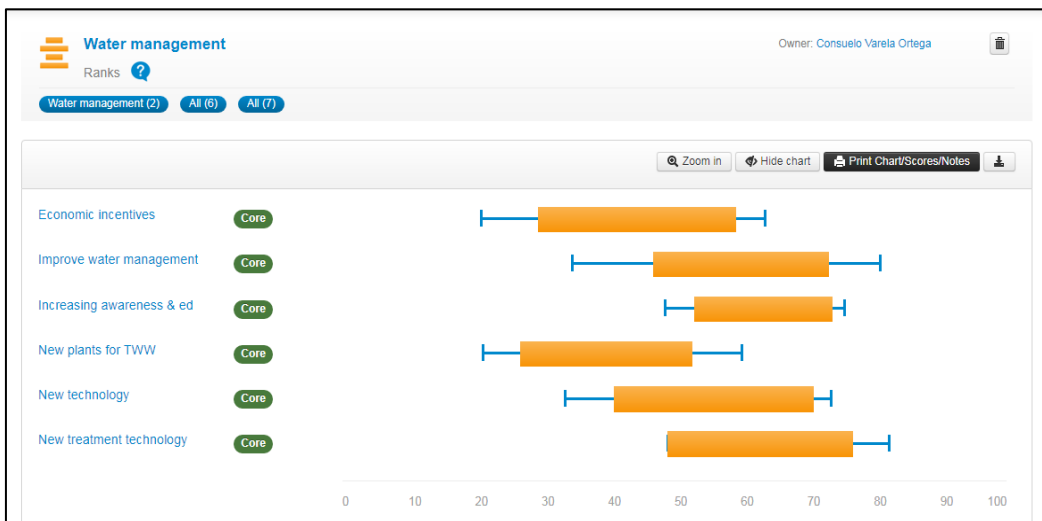 Water management
Owner: Consuelo Varela Ortega
Ranks ?
Water management (2) All (6) All (7)
Zoom in Hide chart Print Chart/Scores/Notes
Economic incentives Core
Improve water management Core
Increasing awareness & ed Core
New plants for TWW Core
New technology Core
New treatment technology Core
0 10 20 30 40 50 60 70 80 90 100